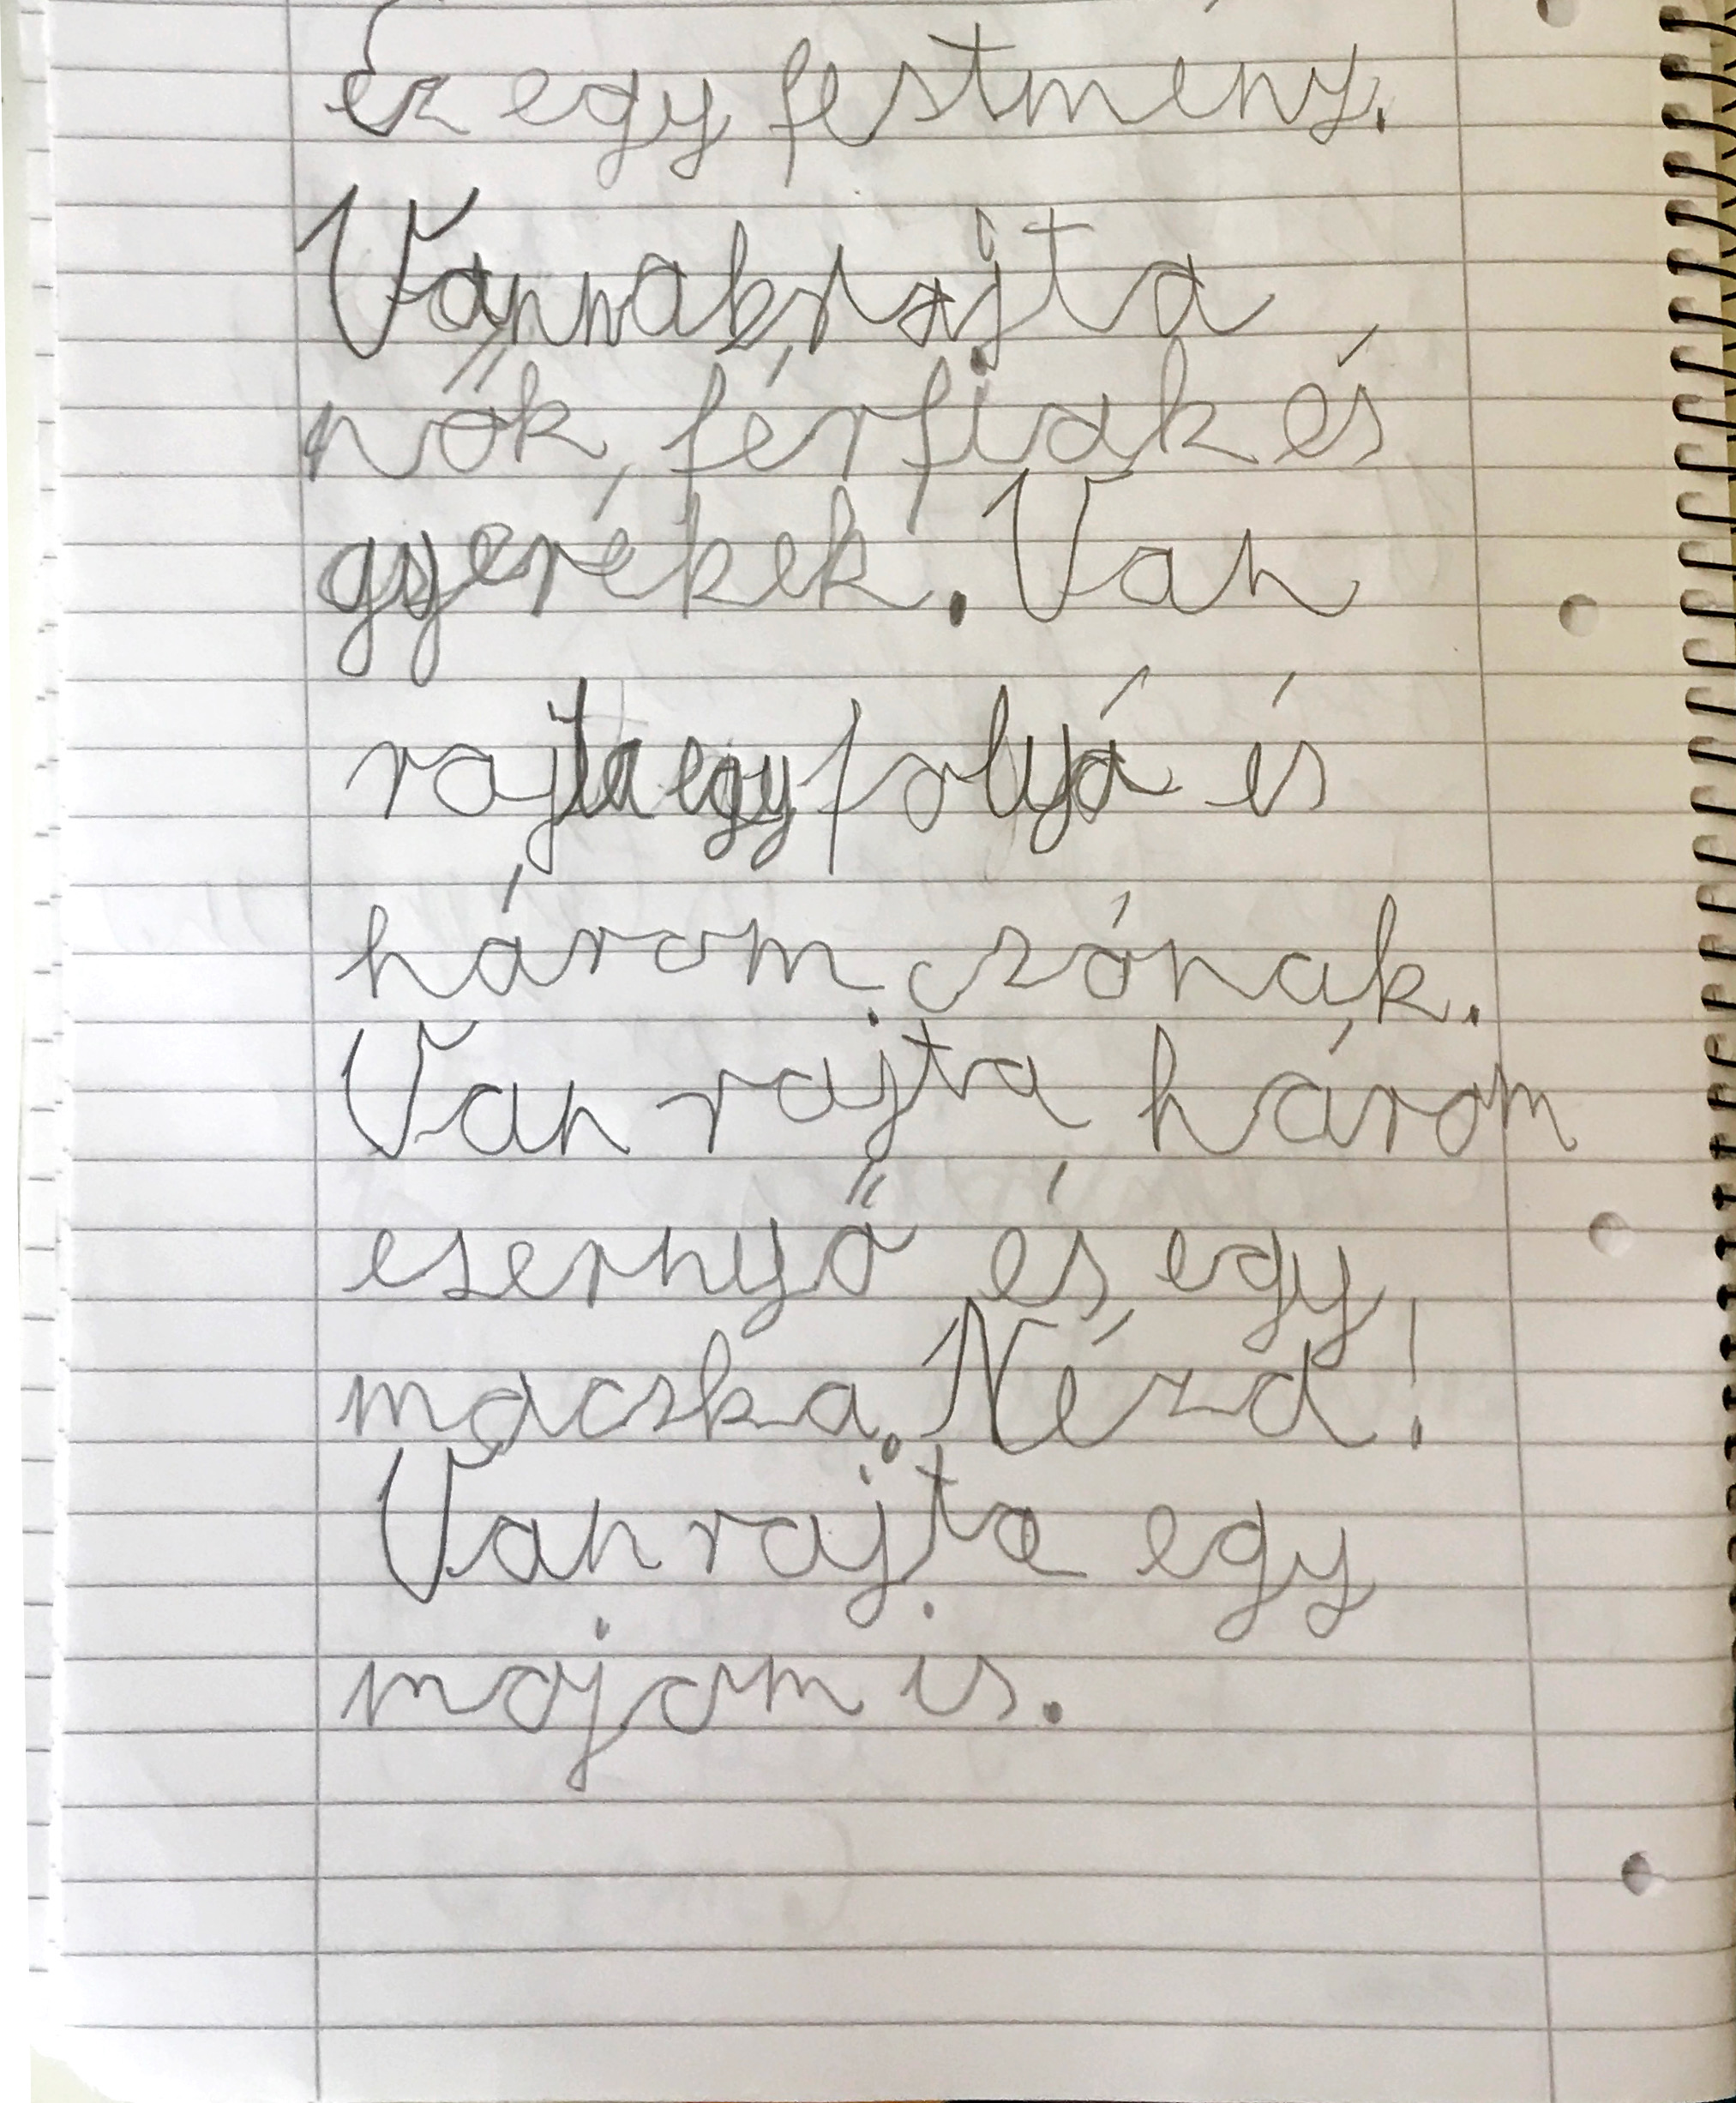 Ez egy festmény.
Vannak rajta
nők, férfiak és
gyerékek. Van
rajta egy folyó és
három csónak.
Van rajta három
esernyő és egy
macska. Nézd!
Van rajta egy
majom is.